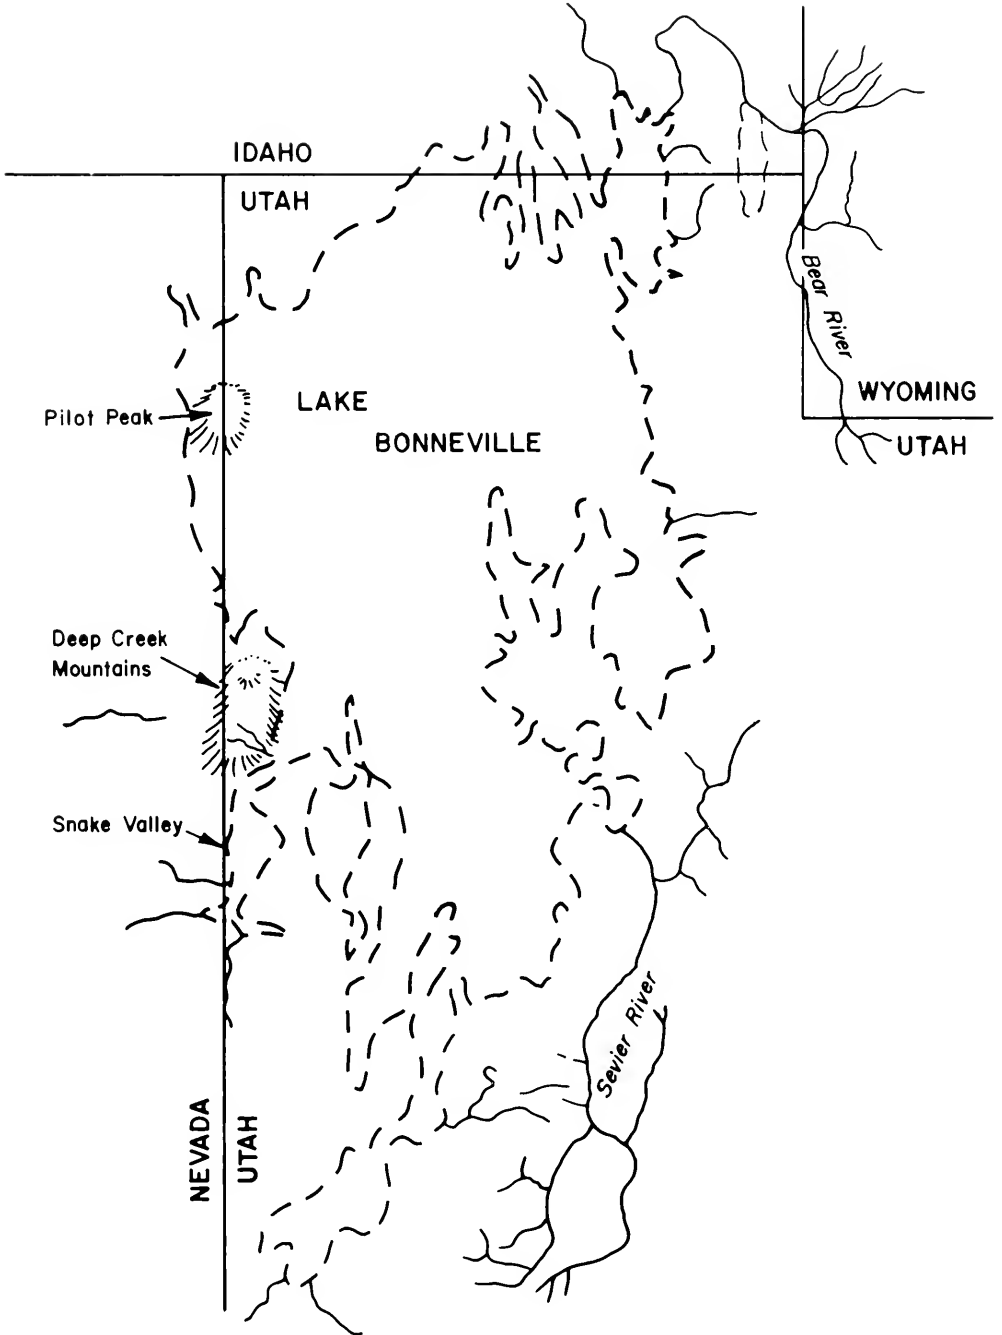 IDAHO
UTAH
Bear River
LAKE
BONNEVILLE
WYOMING
UTAH
Pilot Peak
Deep Creek
Mountains
Snake Valley
Sevier River
NEVADA
UTAH